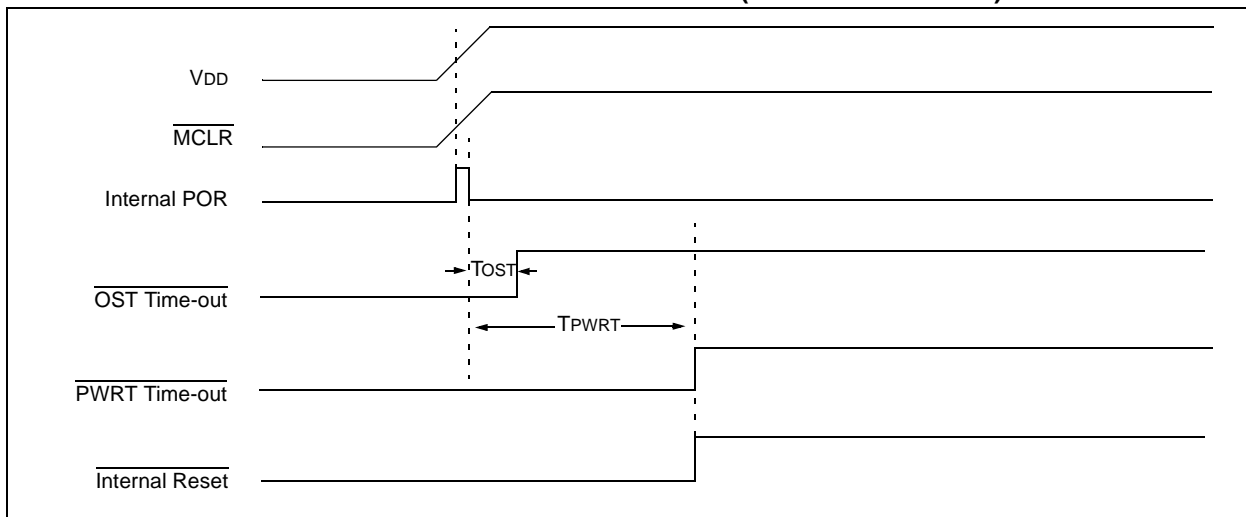 VDD
MCLR
Internal POR
TOST
OST Time-out
TPWRT
PWRT Time-out
Internal Reset